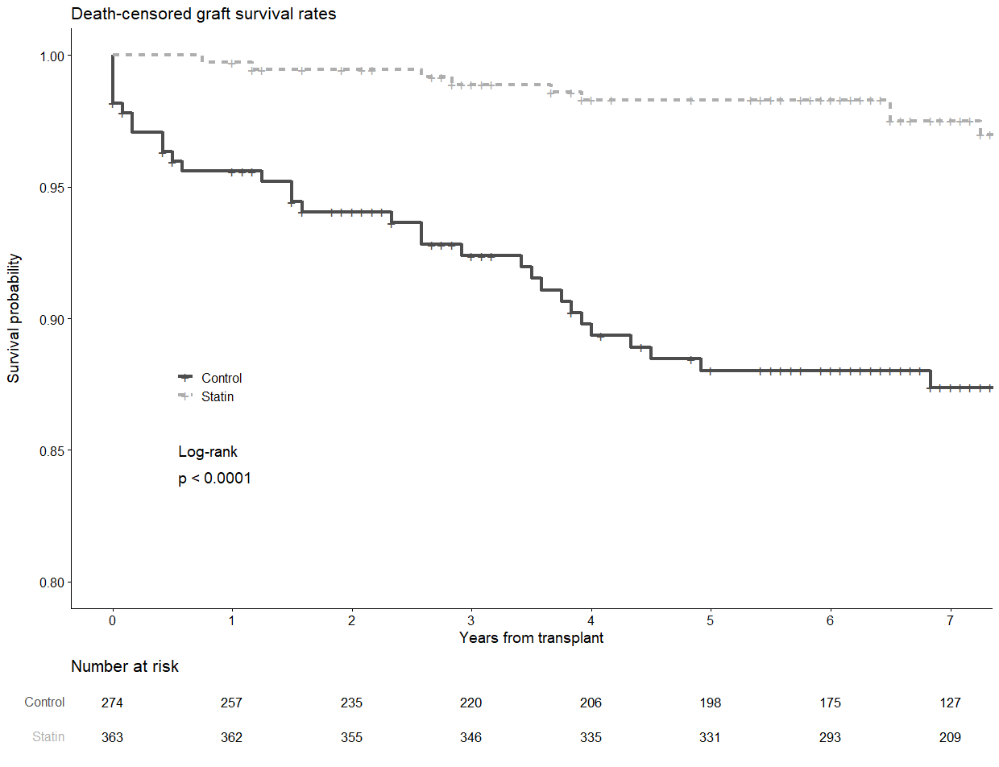 Death-censored graft survival rates
1.00
0.95
0.90
0.85
0.80
Survival probability
Control
Statin
Log-rank
p < 0.0001
0 1 2 3 4 5 6 7
Years from transplant
Number at risk
Control 274 257 235 220 206 198 175 127
Statin 363 362 355 346 335 331 293 209